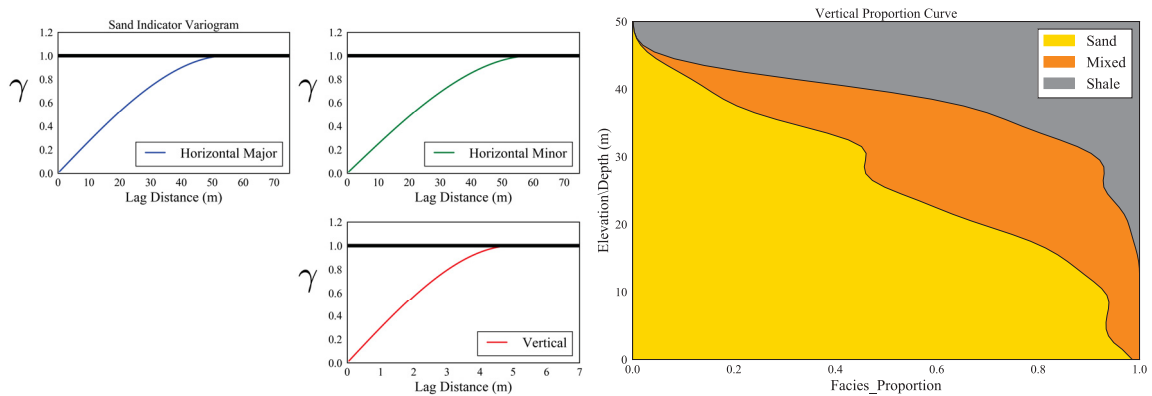 Sand Indicator Variogram
γ
1.2
1.0
0.8
0.6
0.4
0.2
0.0
Horizontal Major
0 10 20 30 40 50 60 70
Lag Distance (m)
γ
1.2
1.0
0.8
0.6
0.4
0.2
0.0
Horizontal Minor
0 10 20 30 40 50 60 70
Lag Distance (m)
γ
1.2
1.0
0.8
0.6
0.4
0.2
0.0
Vertical
0 1 2 3 4 5 6 7
Lag Distance (m)
Vertical Proportion Curve
Elevation\Depth (m)
50
40
30
20
10
0
Sand
Mixed
Shale
0.0 0.2 0.4 0.6 0.8 1.0
Facies_Proportion